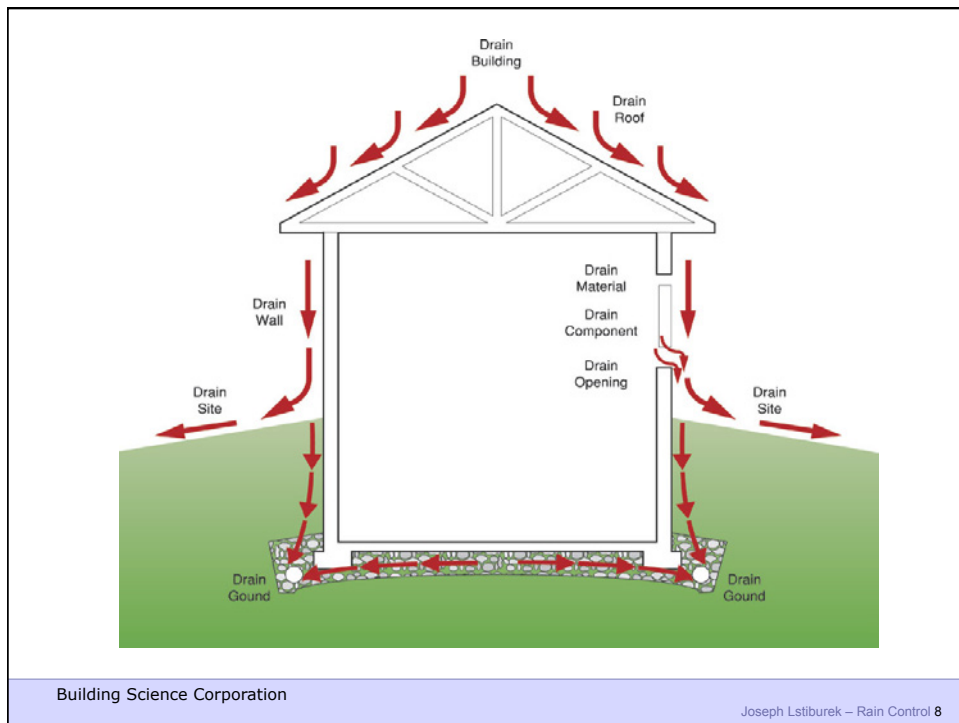 Drain
Building
Drain
Roof
Drain
Material
Drain
Wall
Drain
Component
Drain
Opening
Drain
Site
Drain
Site
Drain
Gound
Drain
Gound
Building Science Corporation
Joseph Lstiburek – Rain Control 8